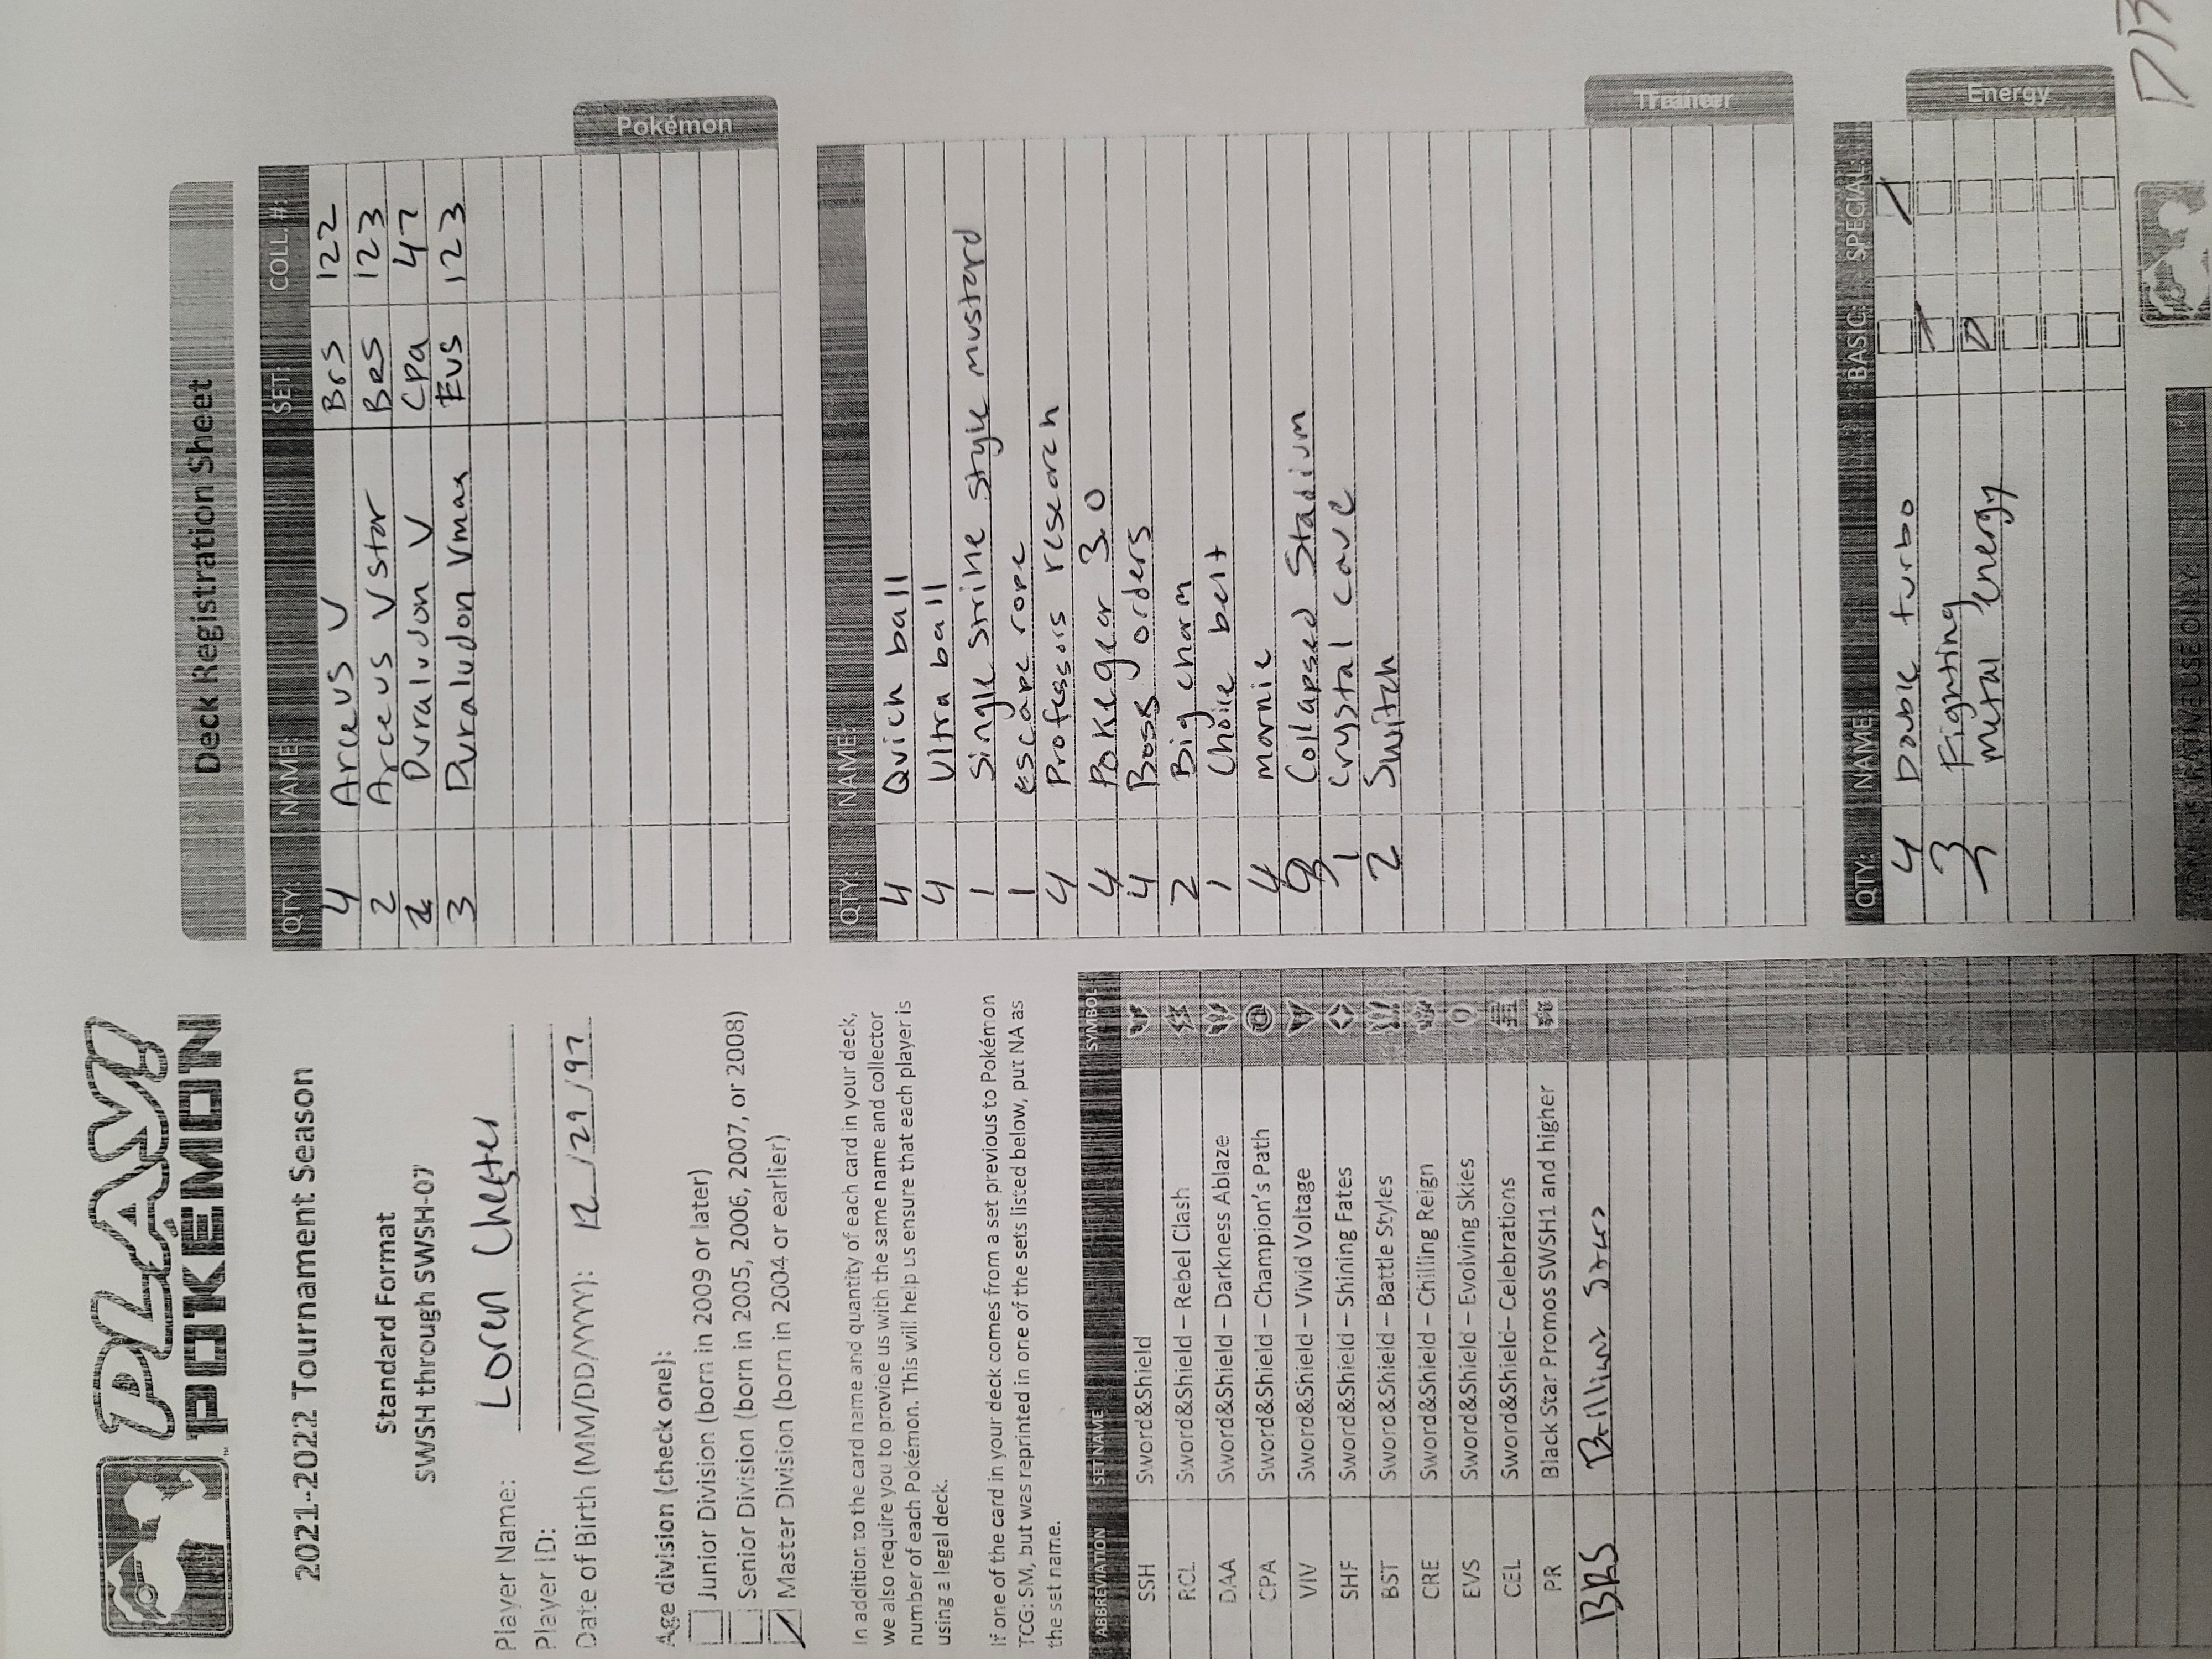 PLAY!
POKÉMON
2021-2022 Tournament Season
Standard Format
SWSH through SWSH-07
Player Name: Loren Chester
Player ID:
Date of Birth (MM/DD/YYYY): 12/29/97
Age division (check one):
Junior Division (born in 2009 or later)
Senior Division (born in 2005, 2006, 2007, or 2008)
Master Division (born in 2004 or earlier)
In addition to the card name and quantity of each card in your deck,
we also require you to provide us with the same name and collector
number of each Pokémon. This will help us ensure that each player is
using a legal deck.
If one of the card in your deck comes from a set previous to Pokémon
TCG: SM, but was reprinted in one of the sets listed below, put NA as
the set name.
ABBREVIATION SET NAME SYMBOL
SSH Sword&Shield
RCL Sword&Shield – Rebel Clash
DAA Sword&Shield – Darkness Ablaze
CPA Sword&Shield – Champion's Path
VIV Sword&Shield – Vivid Voltage
SHF Sword&Shield – Shining Fates
BST Sword&Shield – Battle Styles
CRE Sword&Shield – Chilling Reign
EVS Sword&Shield – Evolving Skies
CEL Sword&Shield– Celebrations
PR Black Star Promos SWSH1 and higher
BRS Brilliant Stars
Deck Registration Sheet
QTY: NAME: SET: COLL. #:
4 Arceus V BrS 122
2 Arceus Vstar BrS 123
Duraludon V Cpa 47
3 Duraludon Vmax EVS 123
Pokémon
QTY: NAME:
4 Quick ball
4 Ultra ball
1 Single Strike style mustard
1 escape rope
4 Professors research
4 Pokegear 3.0
4 Boss orders
2 Big charm
1 Choice belt
4 marnie
3 Collapsed Stadium
1 Crystal cave
2 Switch
Trainer
QTY: NAME: BASIC: SPECIAL:
4 Double turbo
3 Fighting
metal energy
Energy
ADMINISTRATIVE USE ONLY: